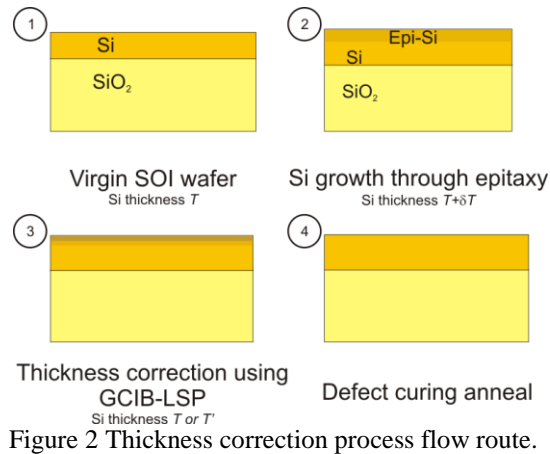 1
Si
SiO2
Virgin SOI wafer
Si thickness T
2
Epi-Si
Si
SiO2
Si growth through epitaxy
Si thickness T+δT
3
Thickness correction using
GCIB-LSP
Si thickness T or T'
4
Defect curing anneal
Figure 2 Thickness correction process flow route.